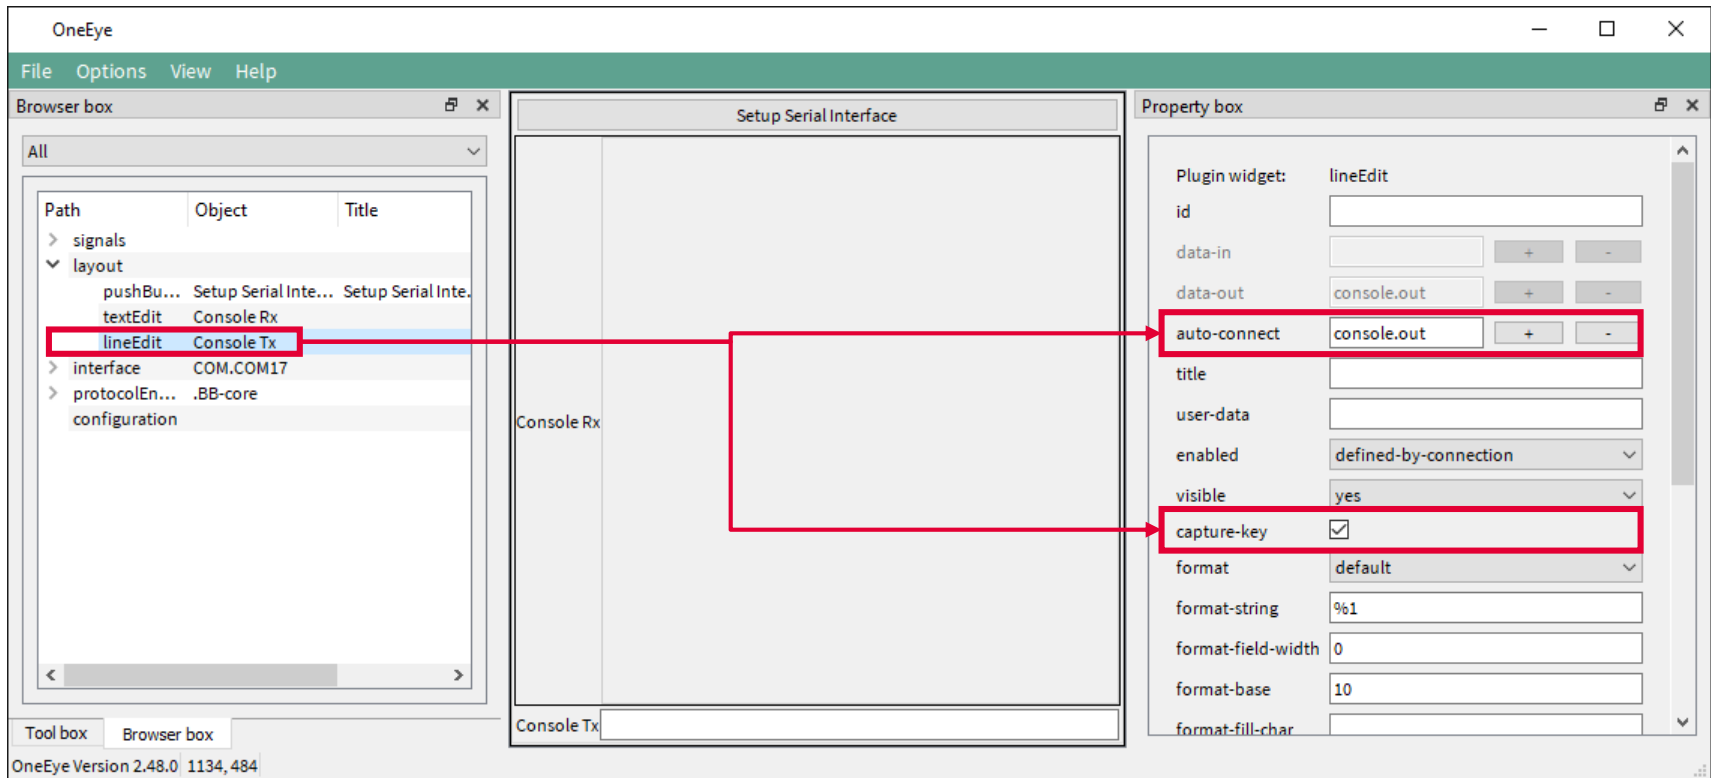 OneEye
File Options View Help
Browser box
All
Path Object Title
signals
layout
pushBu... Setup Serial Inte... Setup Serial Inte.
textEdit Console Rx
lineEdit Console Tx
interface COM.COM17
protocolEn... .BB-core
configuration
Tool box Browser box
OneEye Version 2.48.0 1134, 484
Setup Serial Interface
Console Rx
Console Tx
Property box
Plugin widget: lineEdit
id
data-in + -
data-out console.out + -
auto-connect console.out + -
title
user-data
enabled defined-by-connection
visible yes
capture-key
format default
format-string %1
format-field-width 0
format-base 10
format-fill-char